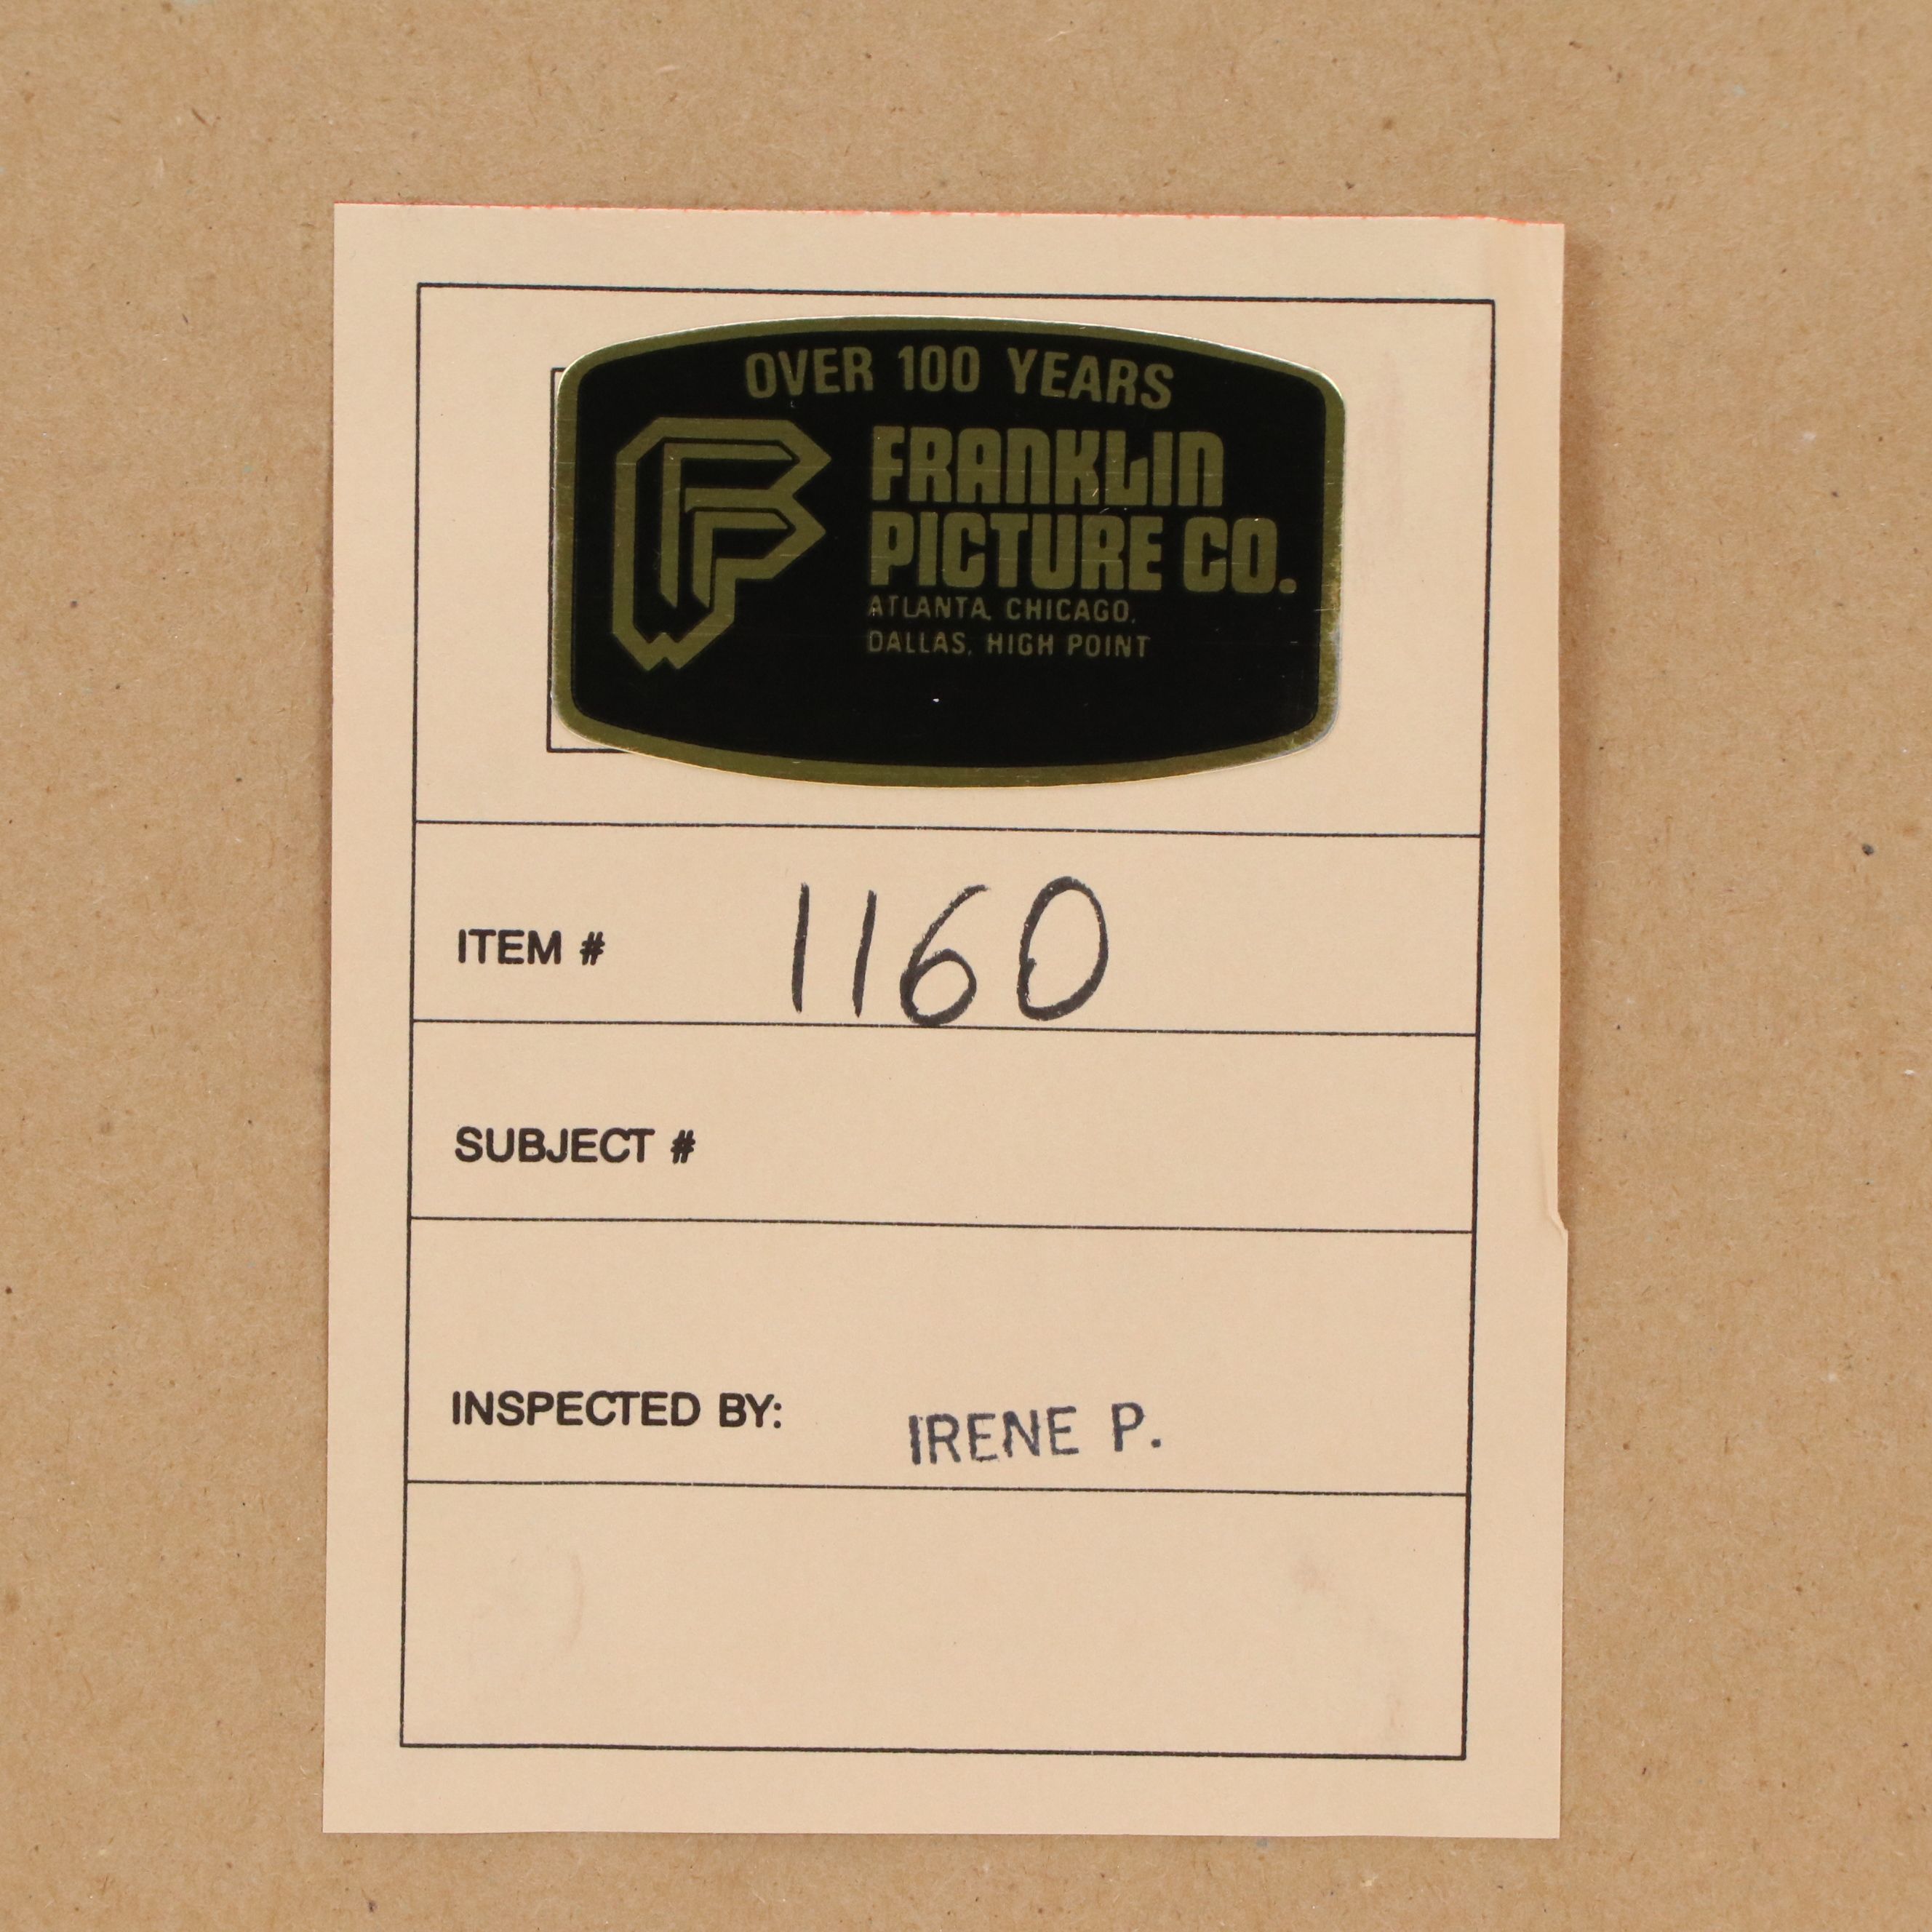 OVER 100 YEARS
FRANKLIN
PICTURE CO.
ATLANTA, CHICAGO,
DALLAS, HIGH POINT
ITEM # 1160
SUBJECT #
INSPECTED BY: IRENE P.